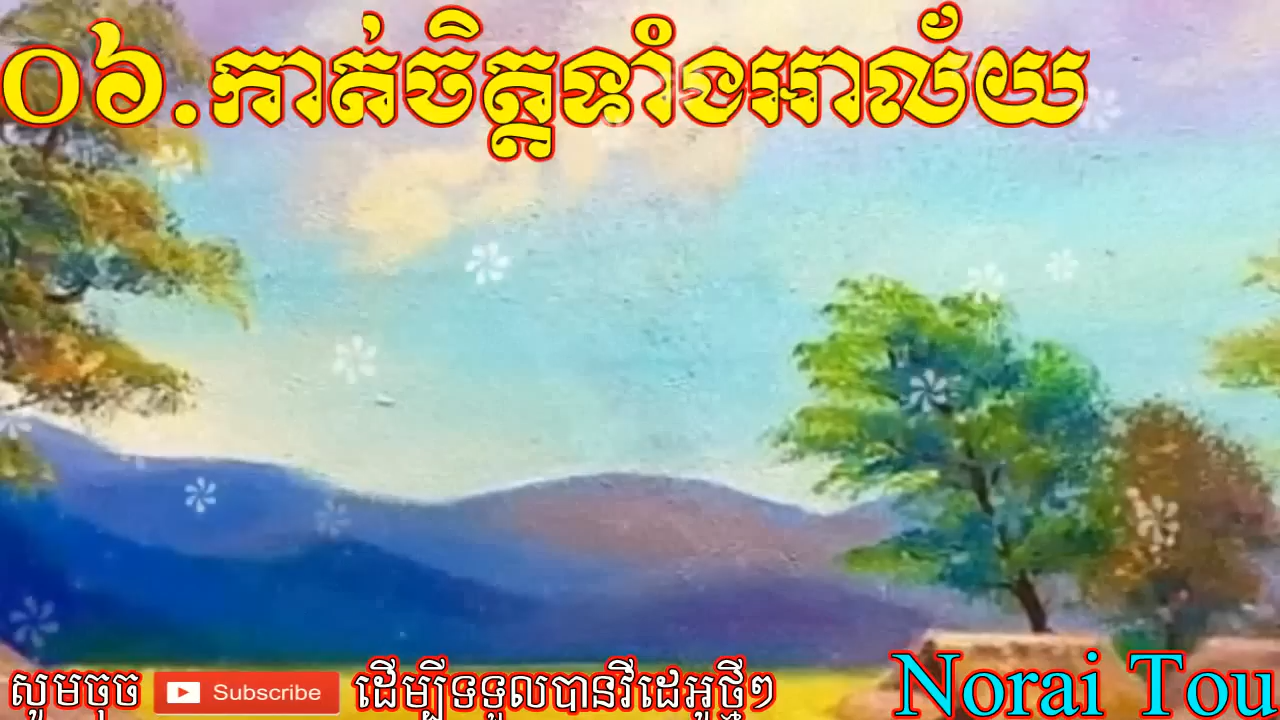 ០៦.កាត់ចិត្តទាំងអាល័យ
សូមចុច Subscribe ដើម្បីទទួលបានវីដេអូថ្មីៗ Norai Tou